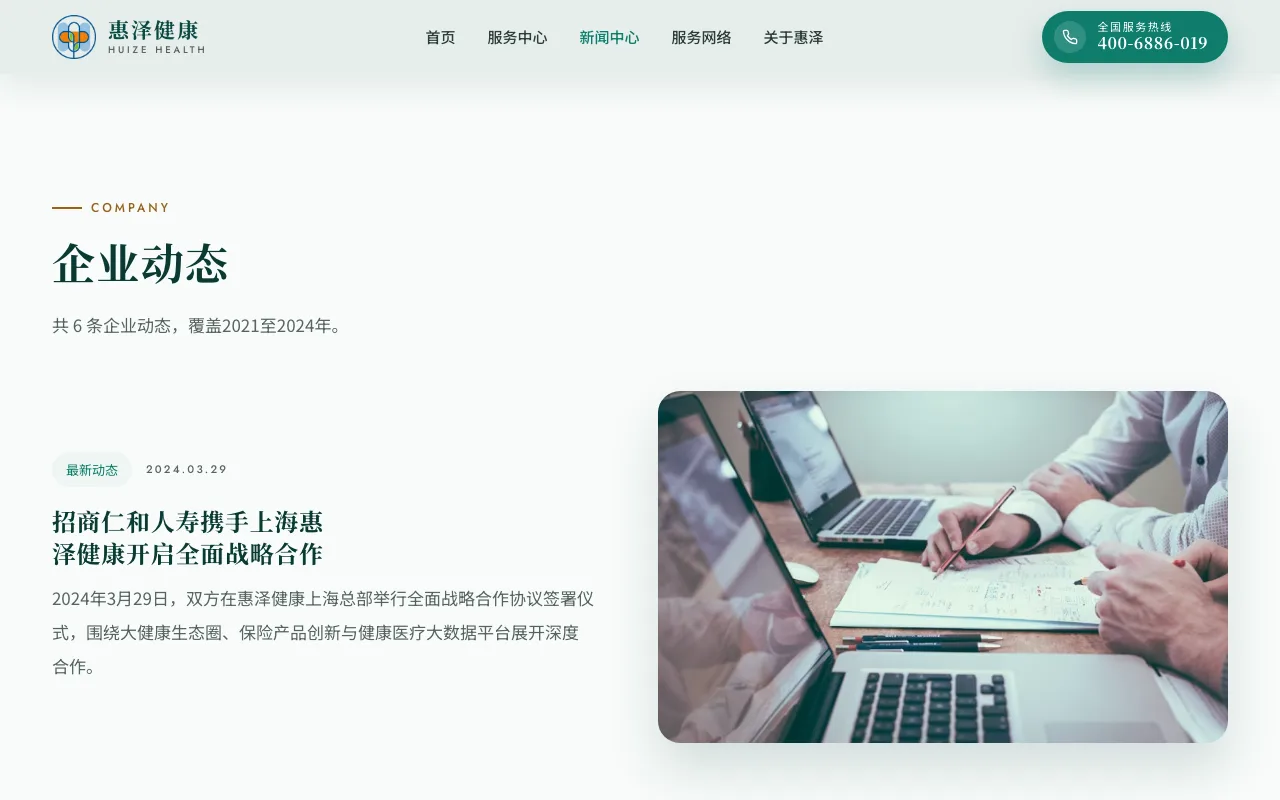 惠泽健康
HUIZE HEALTH
首页
服务中心
新闻中心
服务网络
关于惠泽
全国服务热线
400-6886-019
COMPANY
企业动态
共 6 条企业动态，覆盖2021至2024年。
最新动态
2024.03.29
招商仁和人寿携手上海惠
泽健康开启全面战略合作
2024年3月29日，双方在惠泽健康上海总部举行全面战略合作协议签署仪
式，围绕大健康生态圈、保险产品创新与健康医疗大数据平台展开深度
合作。